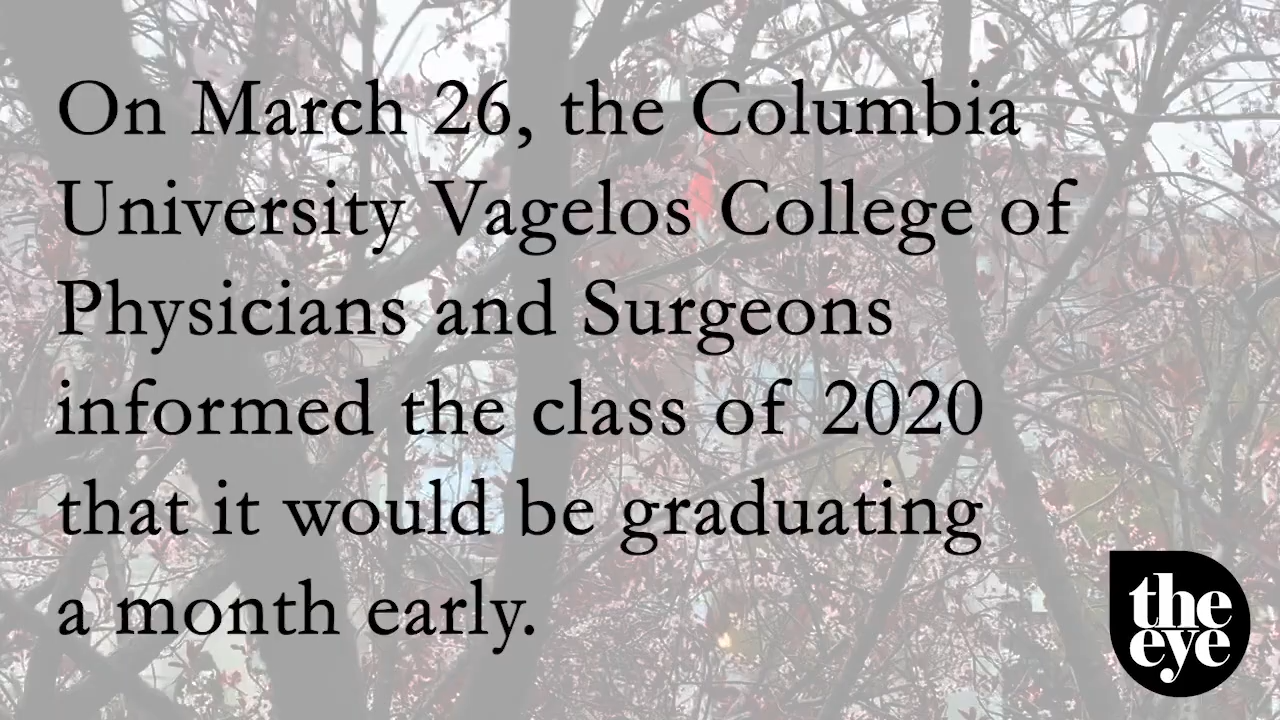 On March 26, the Columbia
University Vagelos College of
Physicians and Surgeons
informed the class of 2020
that it would be graduating
a month early.
the
eye